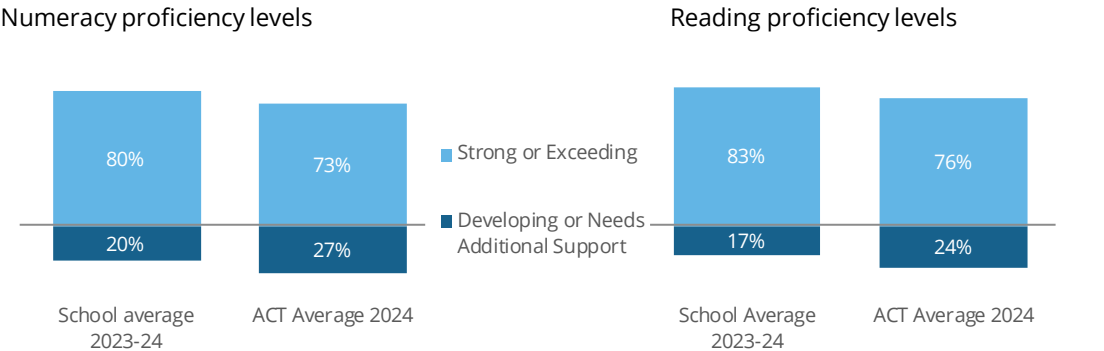 Numeracy proficiency levels
80%
73%
20%
27%
School average
2023-24
ACT Average 2024
Strong or Exceeding
Developing or Needs
Additional Support
Reading proficiency levels
83%
76%
17%
24%
School Average
2023-24
ACT Average 2024